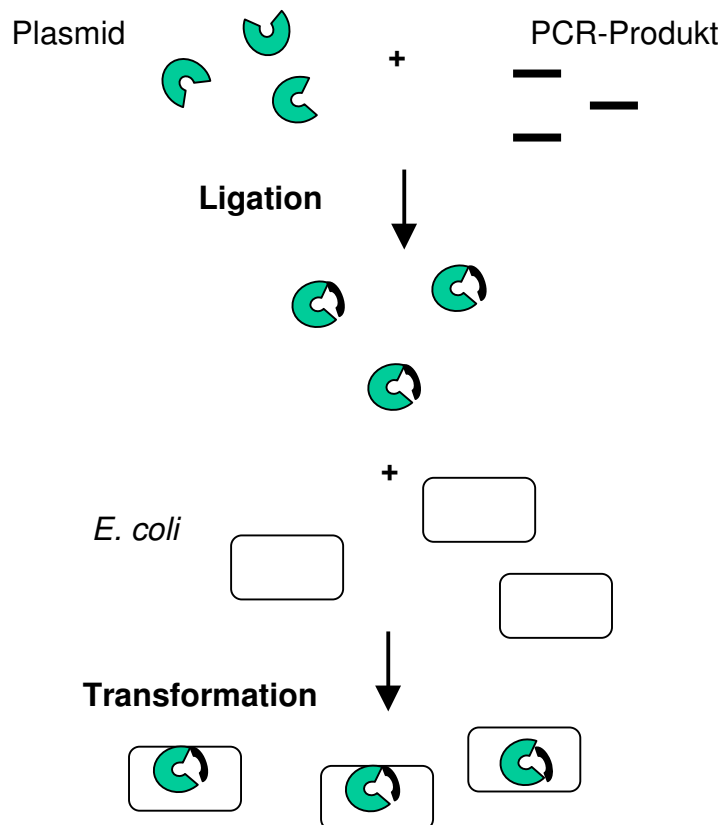 Plasmid
+
PCR-Produkt
Ligation
+
E. coli
Transformation